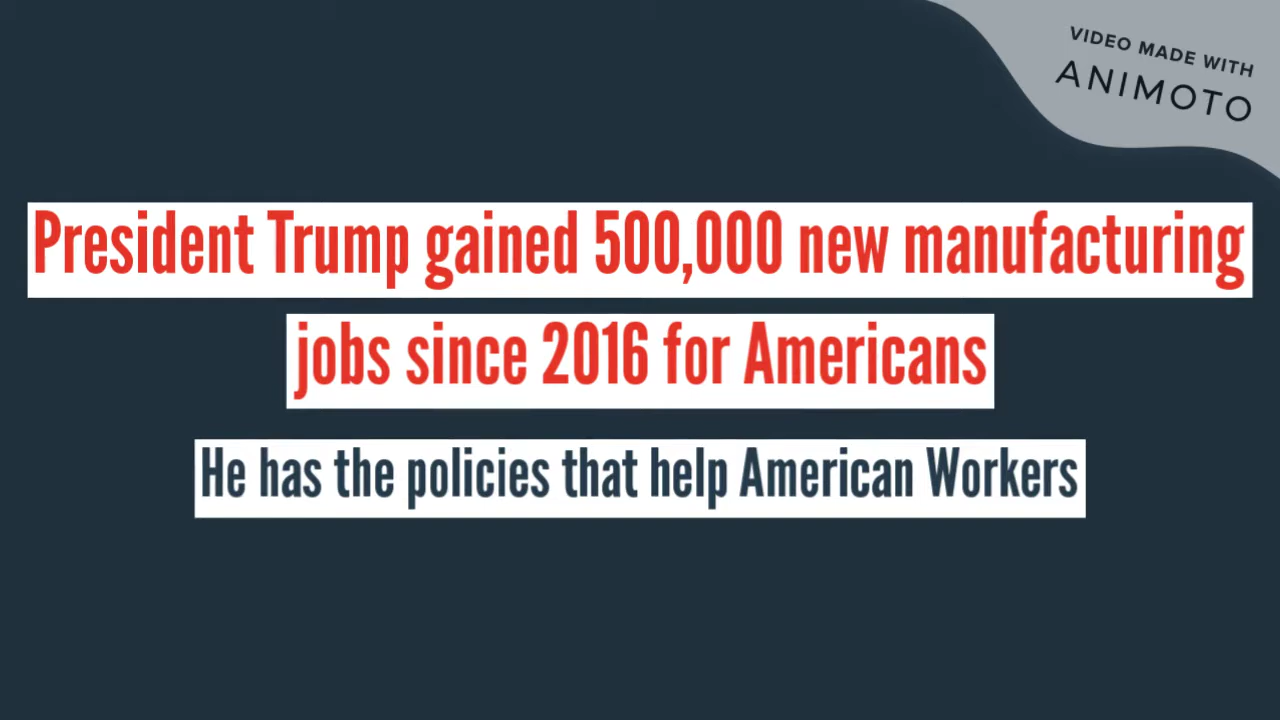 VIDEO MADE WITH
ANIMOTO
President Trump gained 500,000 new manufacturing
jobs since 2016 for Americans
He has the policies that help American Workers